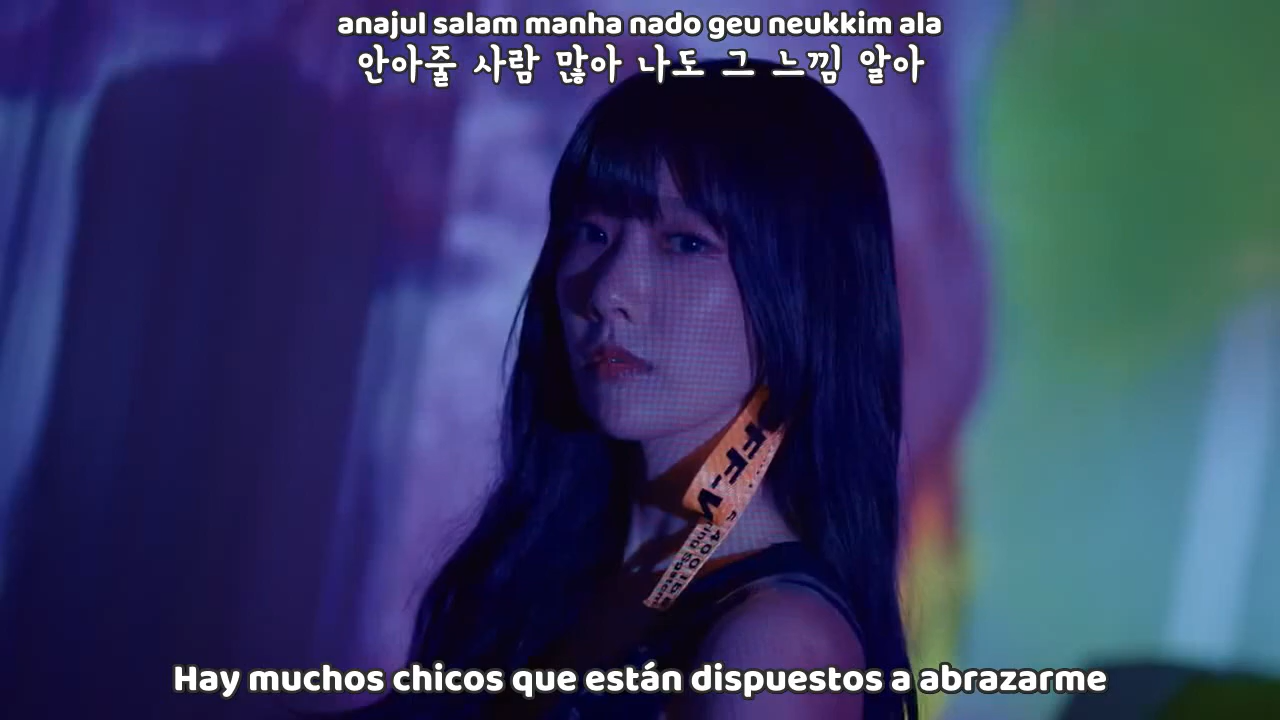 anajul salam manha nado geu neukkim ala
안아줄 사람 많아 나도 그 느낌 알아
FF-W
Hay muchos chicos que están dispuestos a abrazarme